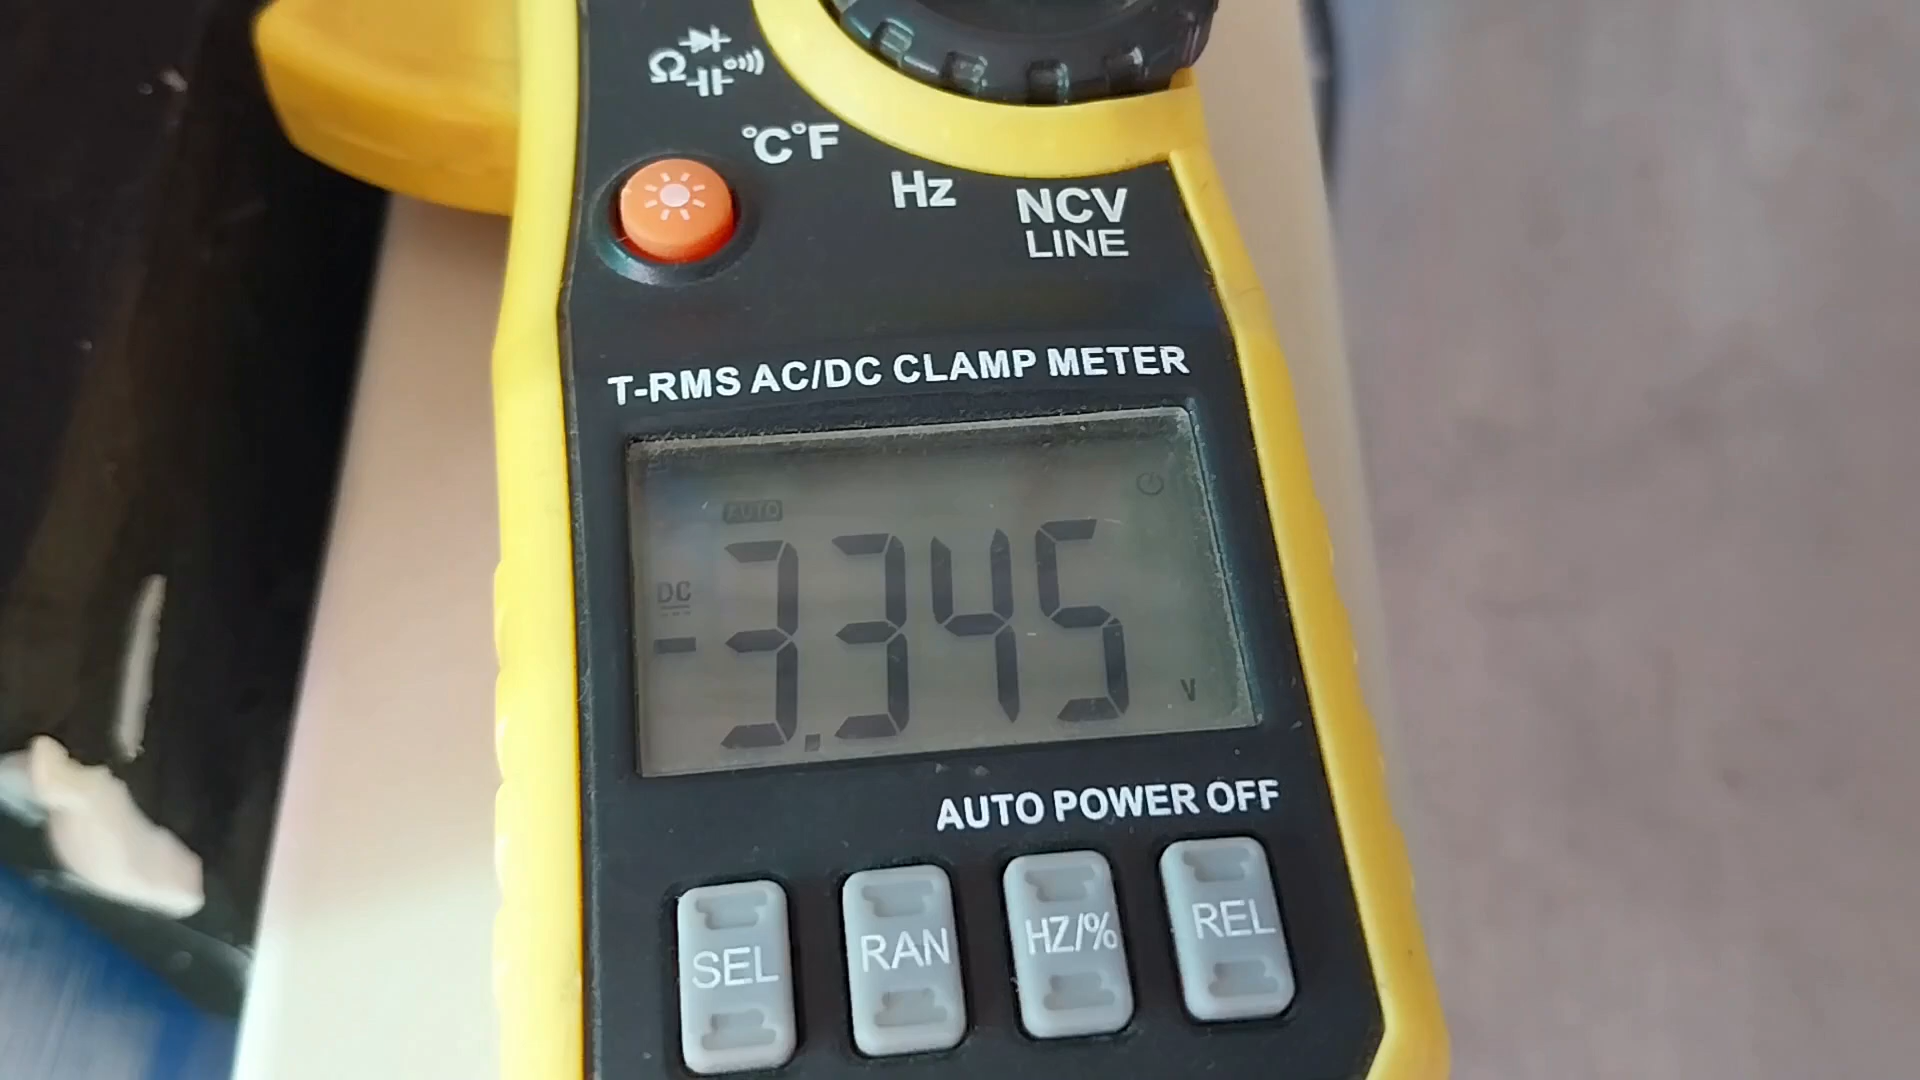 Ω
°C°F
Hz
NCV
LINE
T-RMS AC/DC CLAMP METER
AUTO
DC
-3.345
V
AUTO POWER OFF
SEL
RAN
HZ/%
REL